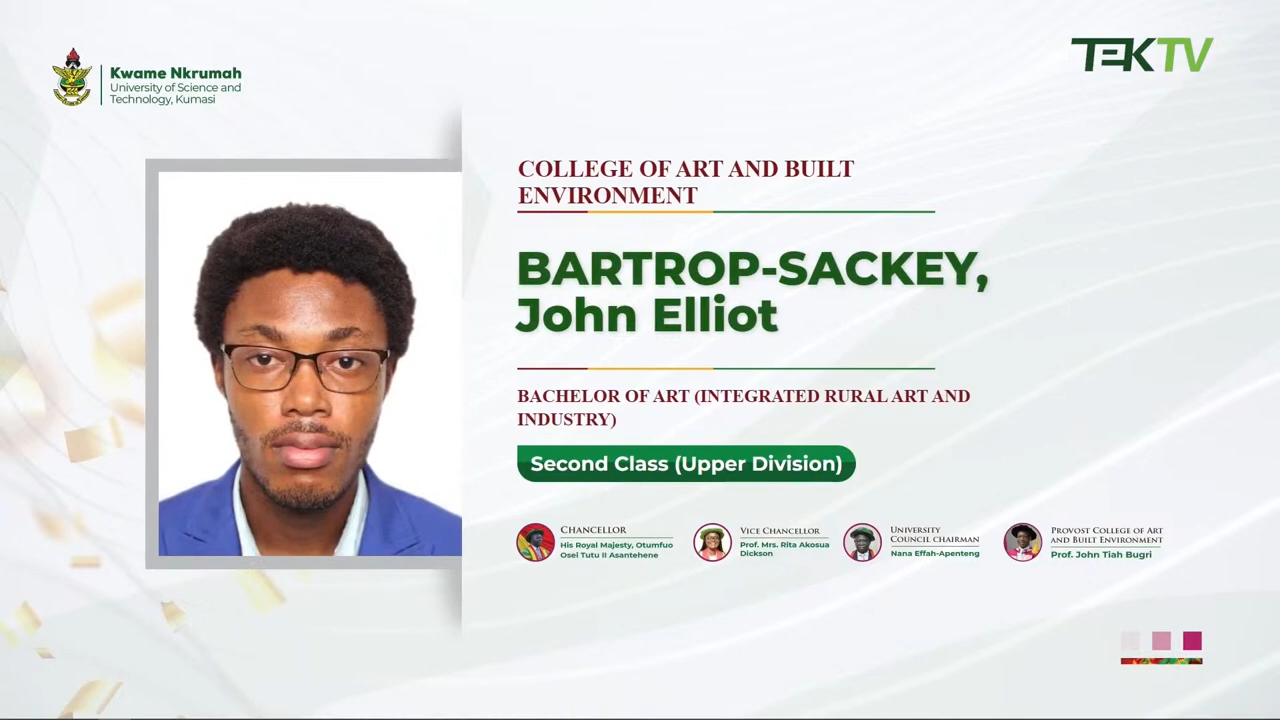 Kwame Nkrumah
University of Science and
Technology, Kumasi
TEKTV
COLLEGE OF ART AND BUILT
ENVIRONMENT
BARTROP-SACKEY,
John Elliot
BACHELOR OF ART (INTEGRATED RURAL ART AND
INDUSTRY)
Second Class (Upper Division)
CHANCELLOR
His Royal Majesty, Otumfuo
Osei Tutu II Asantehene
VICE CHANCELLOR
Prof. Mrs. Rita Akosua
Dickson
UNIVERSITY
COUNCIL CHAIRMAN
Nana Effah-Apenteng
PROVOST COLLEGE OF ART
AND BUILT ENVIRONMENT
Prof. John Tiah Bugri